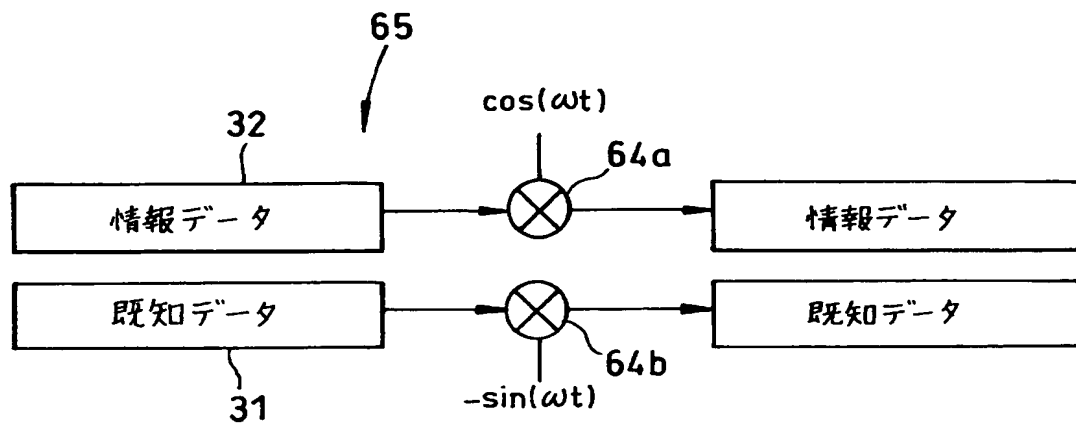 65
cos(ωt)
32
64a
情報データ
情報データ
既知データ
既知データ
64b
-sin(ωt)
31